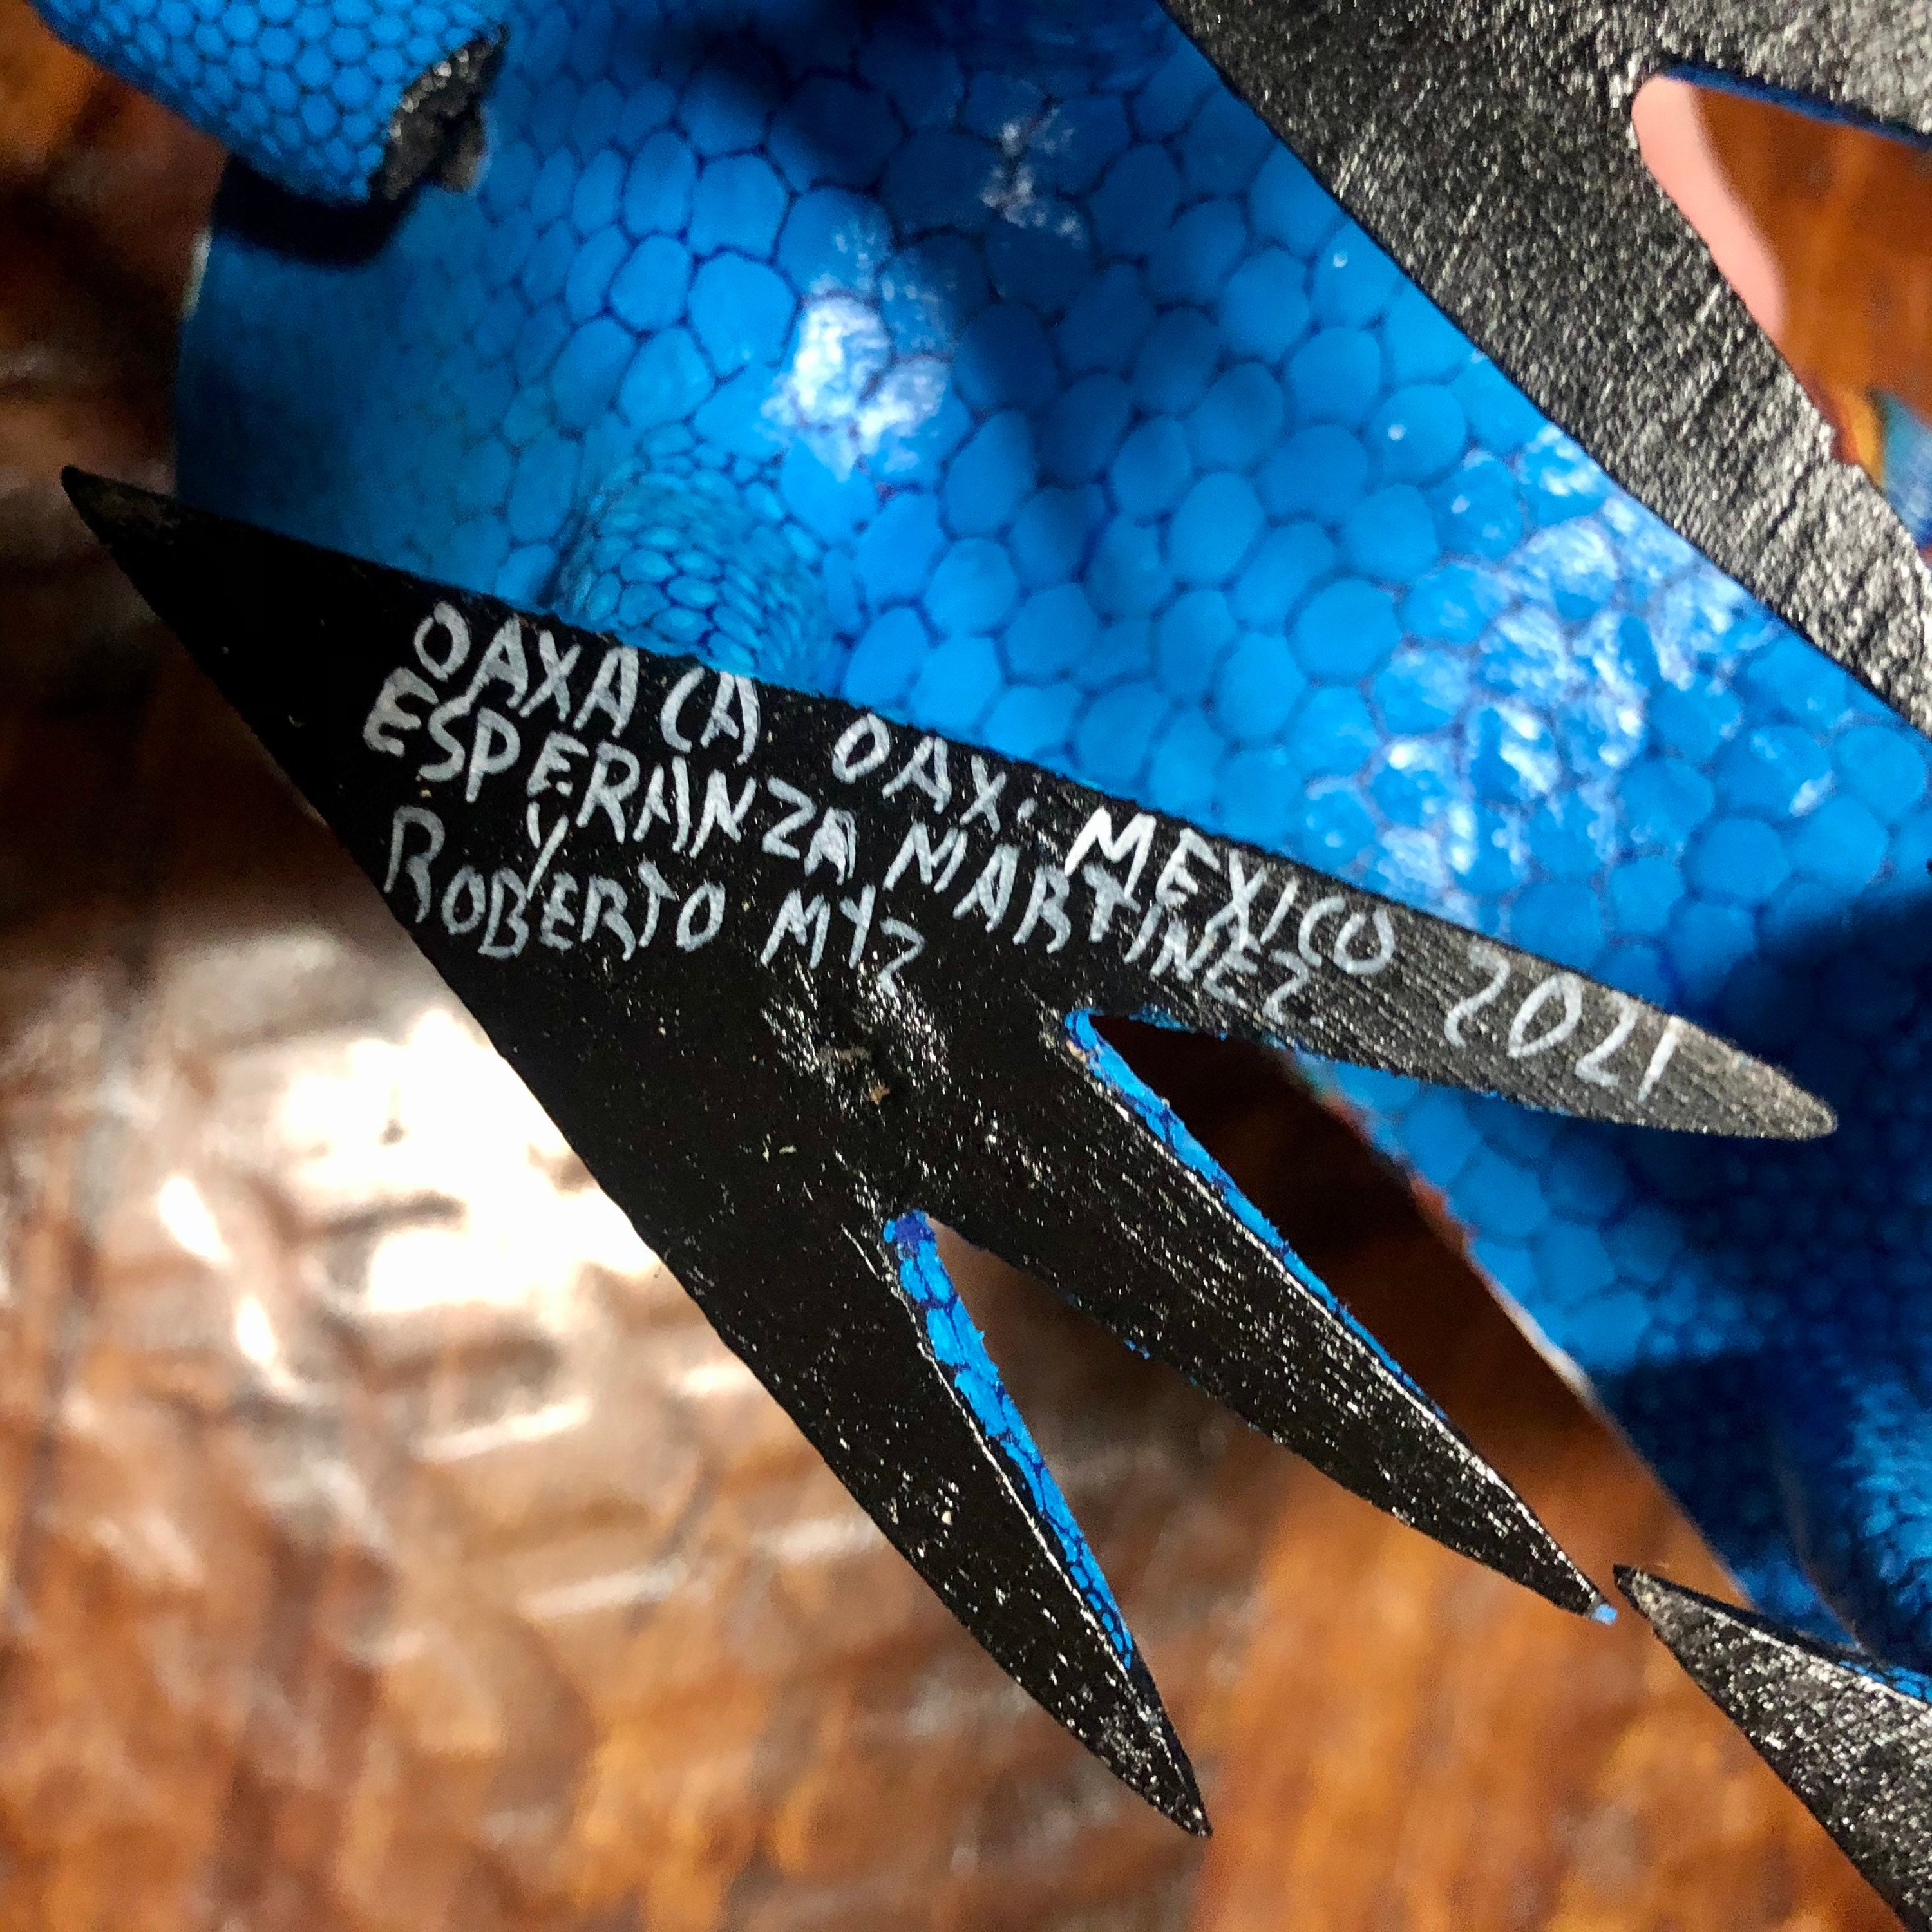 OAXACA OAX. MEXICO 2021
ESPERANZA MARTINEZ
Y
ROBERTO MYZ